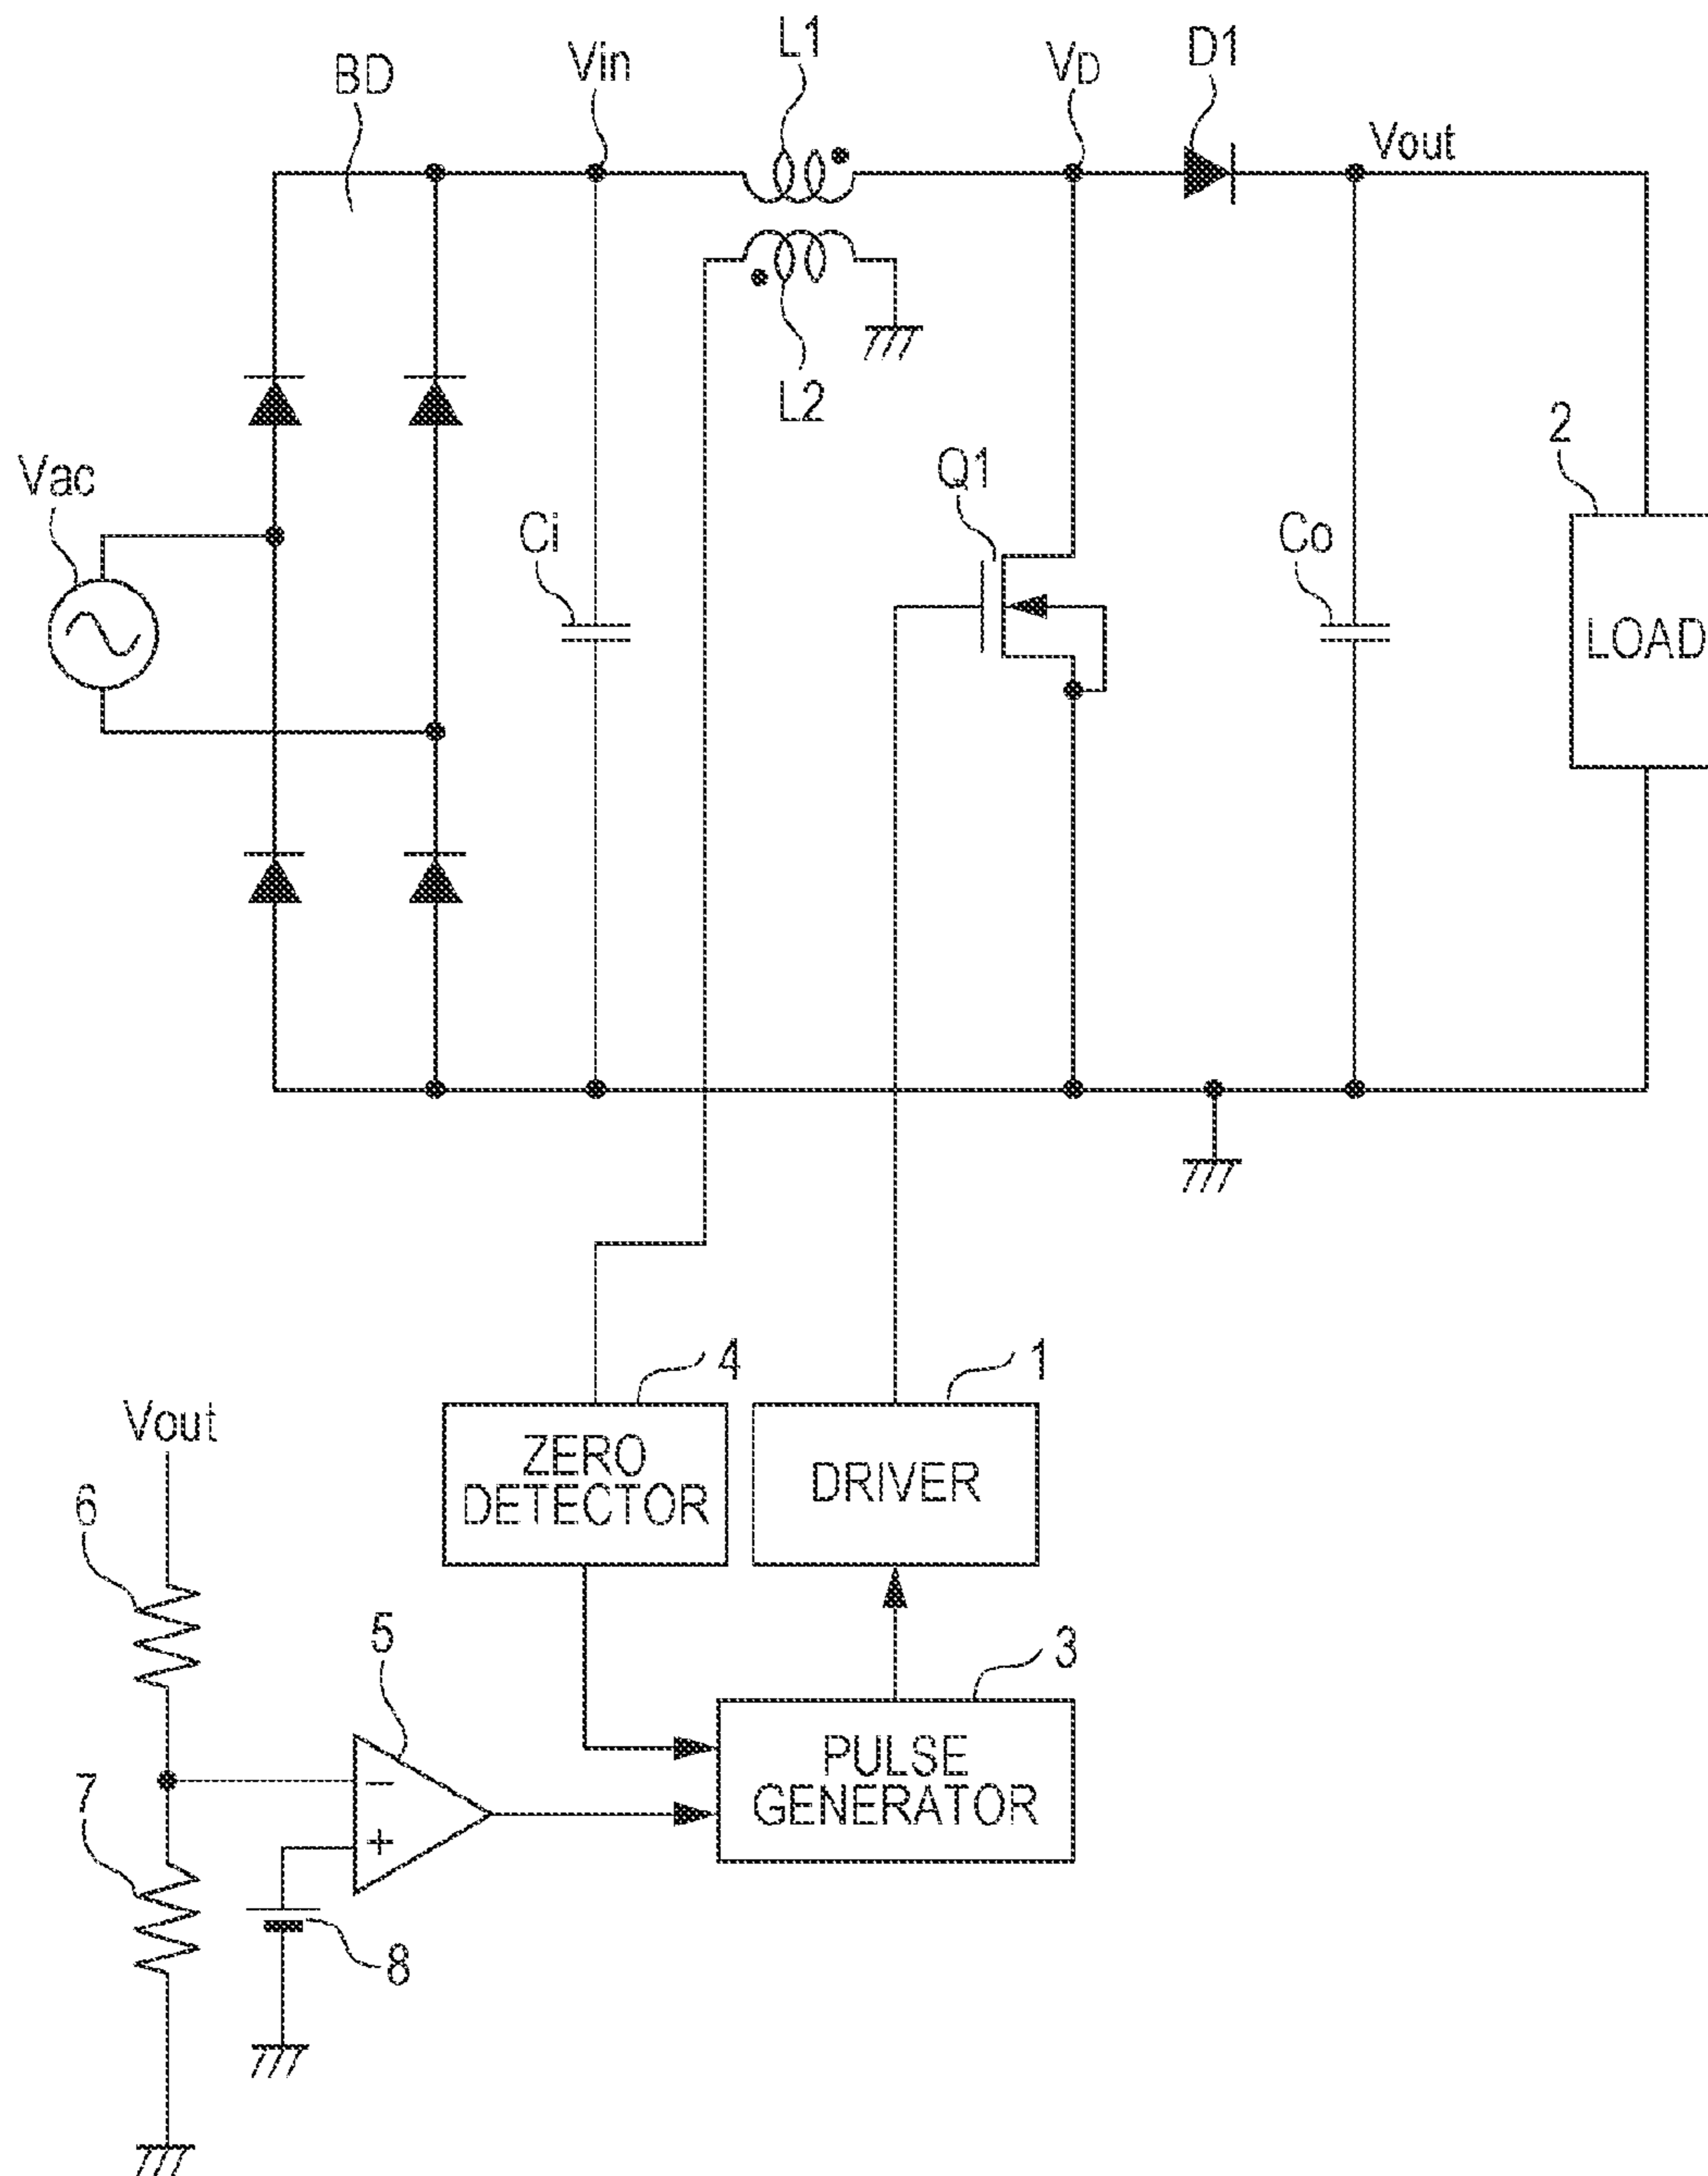 L1
BD
Vin
VD
D1
Vout
L2
2
Vac
Q1
Ci
Co
LOAD
4
1
Vout
ZERO
DETECTOR
DRIVER
6
5
3
−
+
PULSE
GENERATOR
7
8